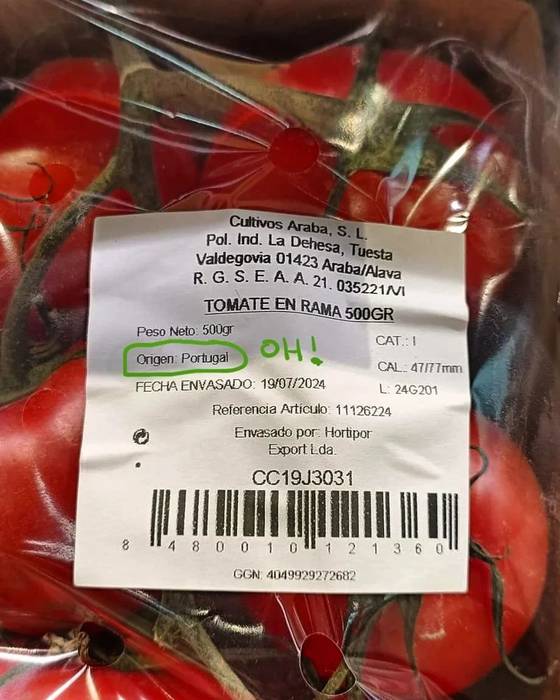 Cultivos Araba, S. L.
Pol. Ind. La Dehesa, Tuesta
Valdegovia 01423 Araba/Alava
R. G. S. E. A. A. 21. 035221/VI
TOMATE EN RAMA 500GR
Peso Neto: 500gr
CAT.: I
Origen: Portugal
OH!
CAL.: 47/77mm
FECHA ENVASADO: 19/07/2024
L: 24G201
Referencia Articulo: 11126224
Envasado por: Hortipor
Export Lda.
CC19J3031
8 480010 121360
GGN: 4049929272682